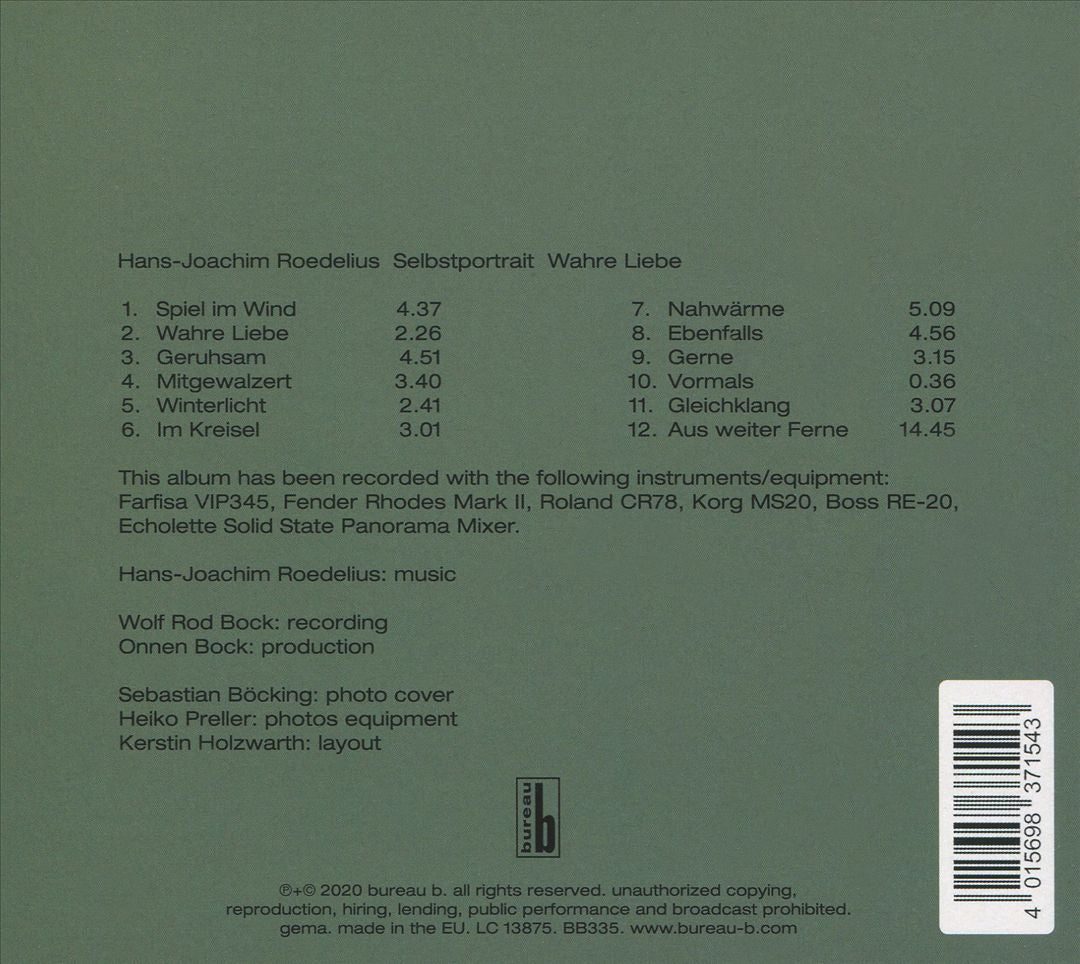 Hans-Joachim Roedelius  Selbstportrait  Wahre Liebe
1. Spiel im Wind 4.37
2. Wahre Liebe 2.26
3. Geruhsam 4.51
4. Mitgewalzert 3.40
5. Winterlicht 2.41
6. Im Kreisel 3.01
7. Nahwärme 5.09
8. Ebenfalls 4.56
9. Gerne 3.15
10. Vormals 0.36
11. Gleichklang 3.07
12. Aus weiter Ferne 14.45
This album has been recorded with the following instruments/equipment:
Farfisa VIP345, Fender Rhodes Mark II, Roland CR78, Korg MS20, Boss RE-20,
Echolette Solid State Panorama Mixer.
Hans-Joachim Roedelius: music
Wolf Rod Bock: recording
Onnen Bock: production
Sebastian Böcking: photo cover
Heiko Preller: photos equipment
Kerstin Holzwarth: layout
bureau b
℗+© 2020 bureau b. all rights reserved. unauthorized copying,
reproduction, hiring, lending, public performance and broadcast prohibited.
gema. made in the EU. LC 13875. BB335. www.bureau-b.com
4 015698 371543